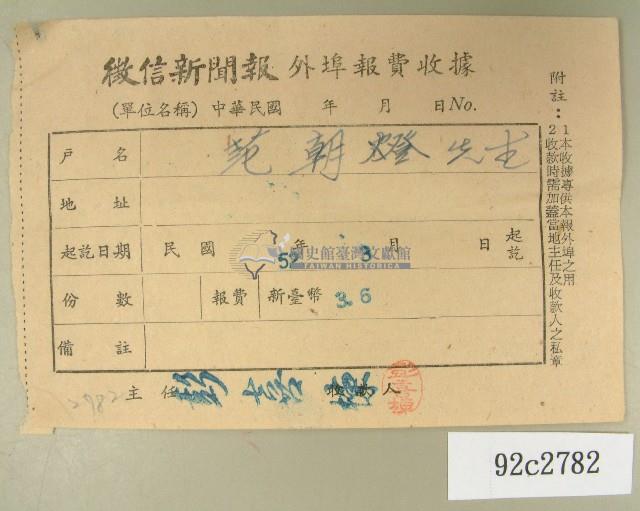 徵信新聞報 外埠報費收據
(單位名稱) 中華民國 年 月 日 No.
戶名 范朝燈 先生
地址
起訖日期 民國 52 年 3 月 日 起訖
份數 報費 新臺幣 36
備註
主任 收款人
附註：
1 本收據專供本報外埠之用
2 收款時需加蓋當地主任及收款人之私章
國史館臺灣文獻館
TAIWAN HISTORICA
2782
92c2782